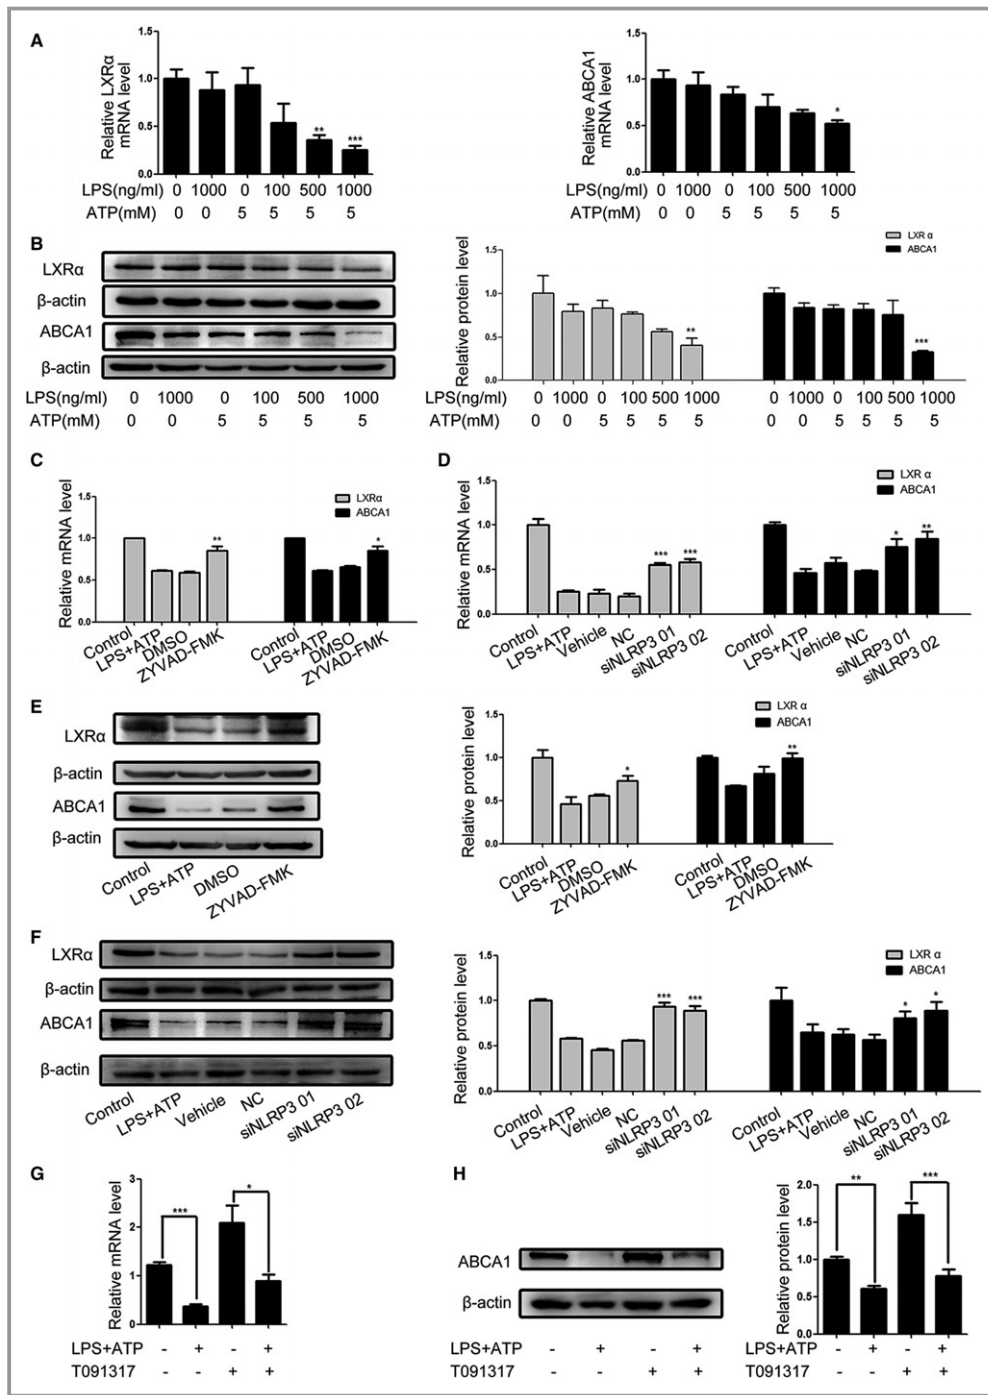 A
Relative LXRα
mRNA level
1.5
1.0
0.5
0.0
** ***
LPS(ng/ml) 0 1000 0 100 500 1000
ATP(mM) 0 0 5 5 5 5
Relative ABCA1
mRNA level
1.5
1.0
0.5
0.0
*
LPS(ng/ml) 0 1000 0 100 500 1000
ATP(mM) 0 0 5 5 5 5
B
LXRα
β-actin
ABCA1
β-actin
LPS(ng/ml) 0 1000 0 100 500 1000
ATP(mM) 0 0 5 5 5 5
Relative protein level
1.5
1.0
0.5
0.0
LXR α
ABCA1
** ***
LPS(ng/ml) 0 1000 0 100 500 1000 0 1000 0 100 500 1000
ATP(mM) 0 0 5 5 5 5 0 0 5 5 5 5
C
Relative mRNA level
1.5
1.0
0.5
0.0
LXRα
ABCA1
** *
Control LPS+ATP DMSO ZYVAD-FMK Control LPS+ATP DMSO ZYVAD-FMK
D
Relative mRNA level
1.5
1.0
0.5
0.0
LXR α
ABCA1
*** *** * **
Control LPS+ATP Vehicle NC siNLRP3 01 siNLRP3 02 Control LPS+ATP Vehicle NC siNLRP3 01 siNLRP3 02
E
LXRα
β-actin
ABCA1
β-actin
Control LPS+ATP DMSO ZYVAD-FMK
Relative protein level
1.5
1.0
0.5
0.0
LXR α
ABCA1
* **
Control LPS+ATP DMSO ZYVAD-FMK Control LPS+ATP DMSO ZYVAD-FMK
F
LXRα
β-actin
ABCA1
β-actin
Control LPS+ATP Vehicle NC siNLRP3 01 siNLRP3 02
Relative protein level
1.5
1.0
0.5
0.0
LXR α
ABCA1
*** *** * *
Control LPS+ATP Vehicle NC siNLRP3 01 siNLRP3 02 Control LPS+ATP Vehicle NC siNLRP3 01 siNLRP3 02
G
Relative mRNA level
3
2
1
0
*** *
LPS+ATP - + - +
T091317 - - + +
H
ABCA1
β-actin
LPS+ATP - + - +
T091317 - - + +
Relative protein level
2.0
1.5
1.0
0.5
0.0
** ***
LPS+ATP - + - +
T091317 - - + +